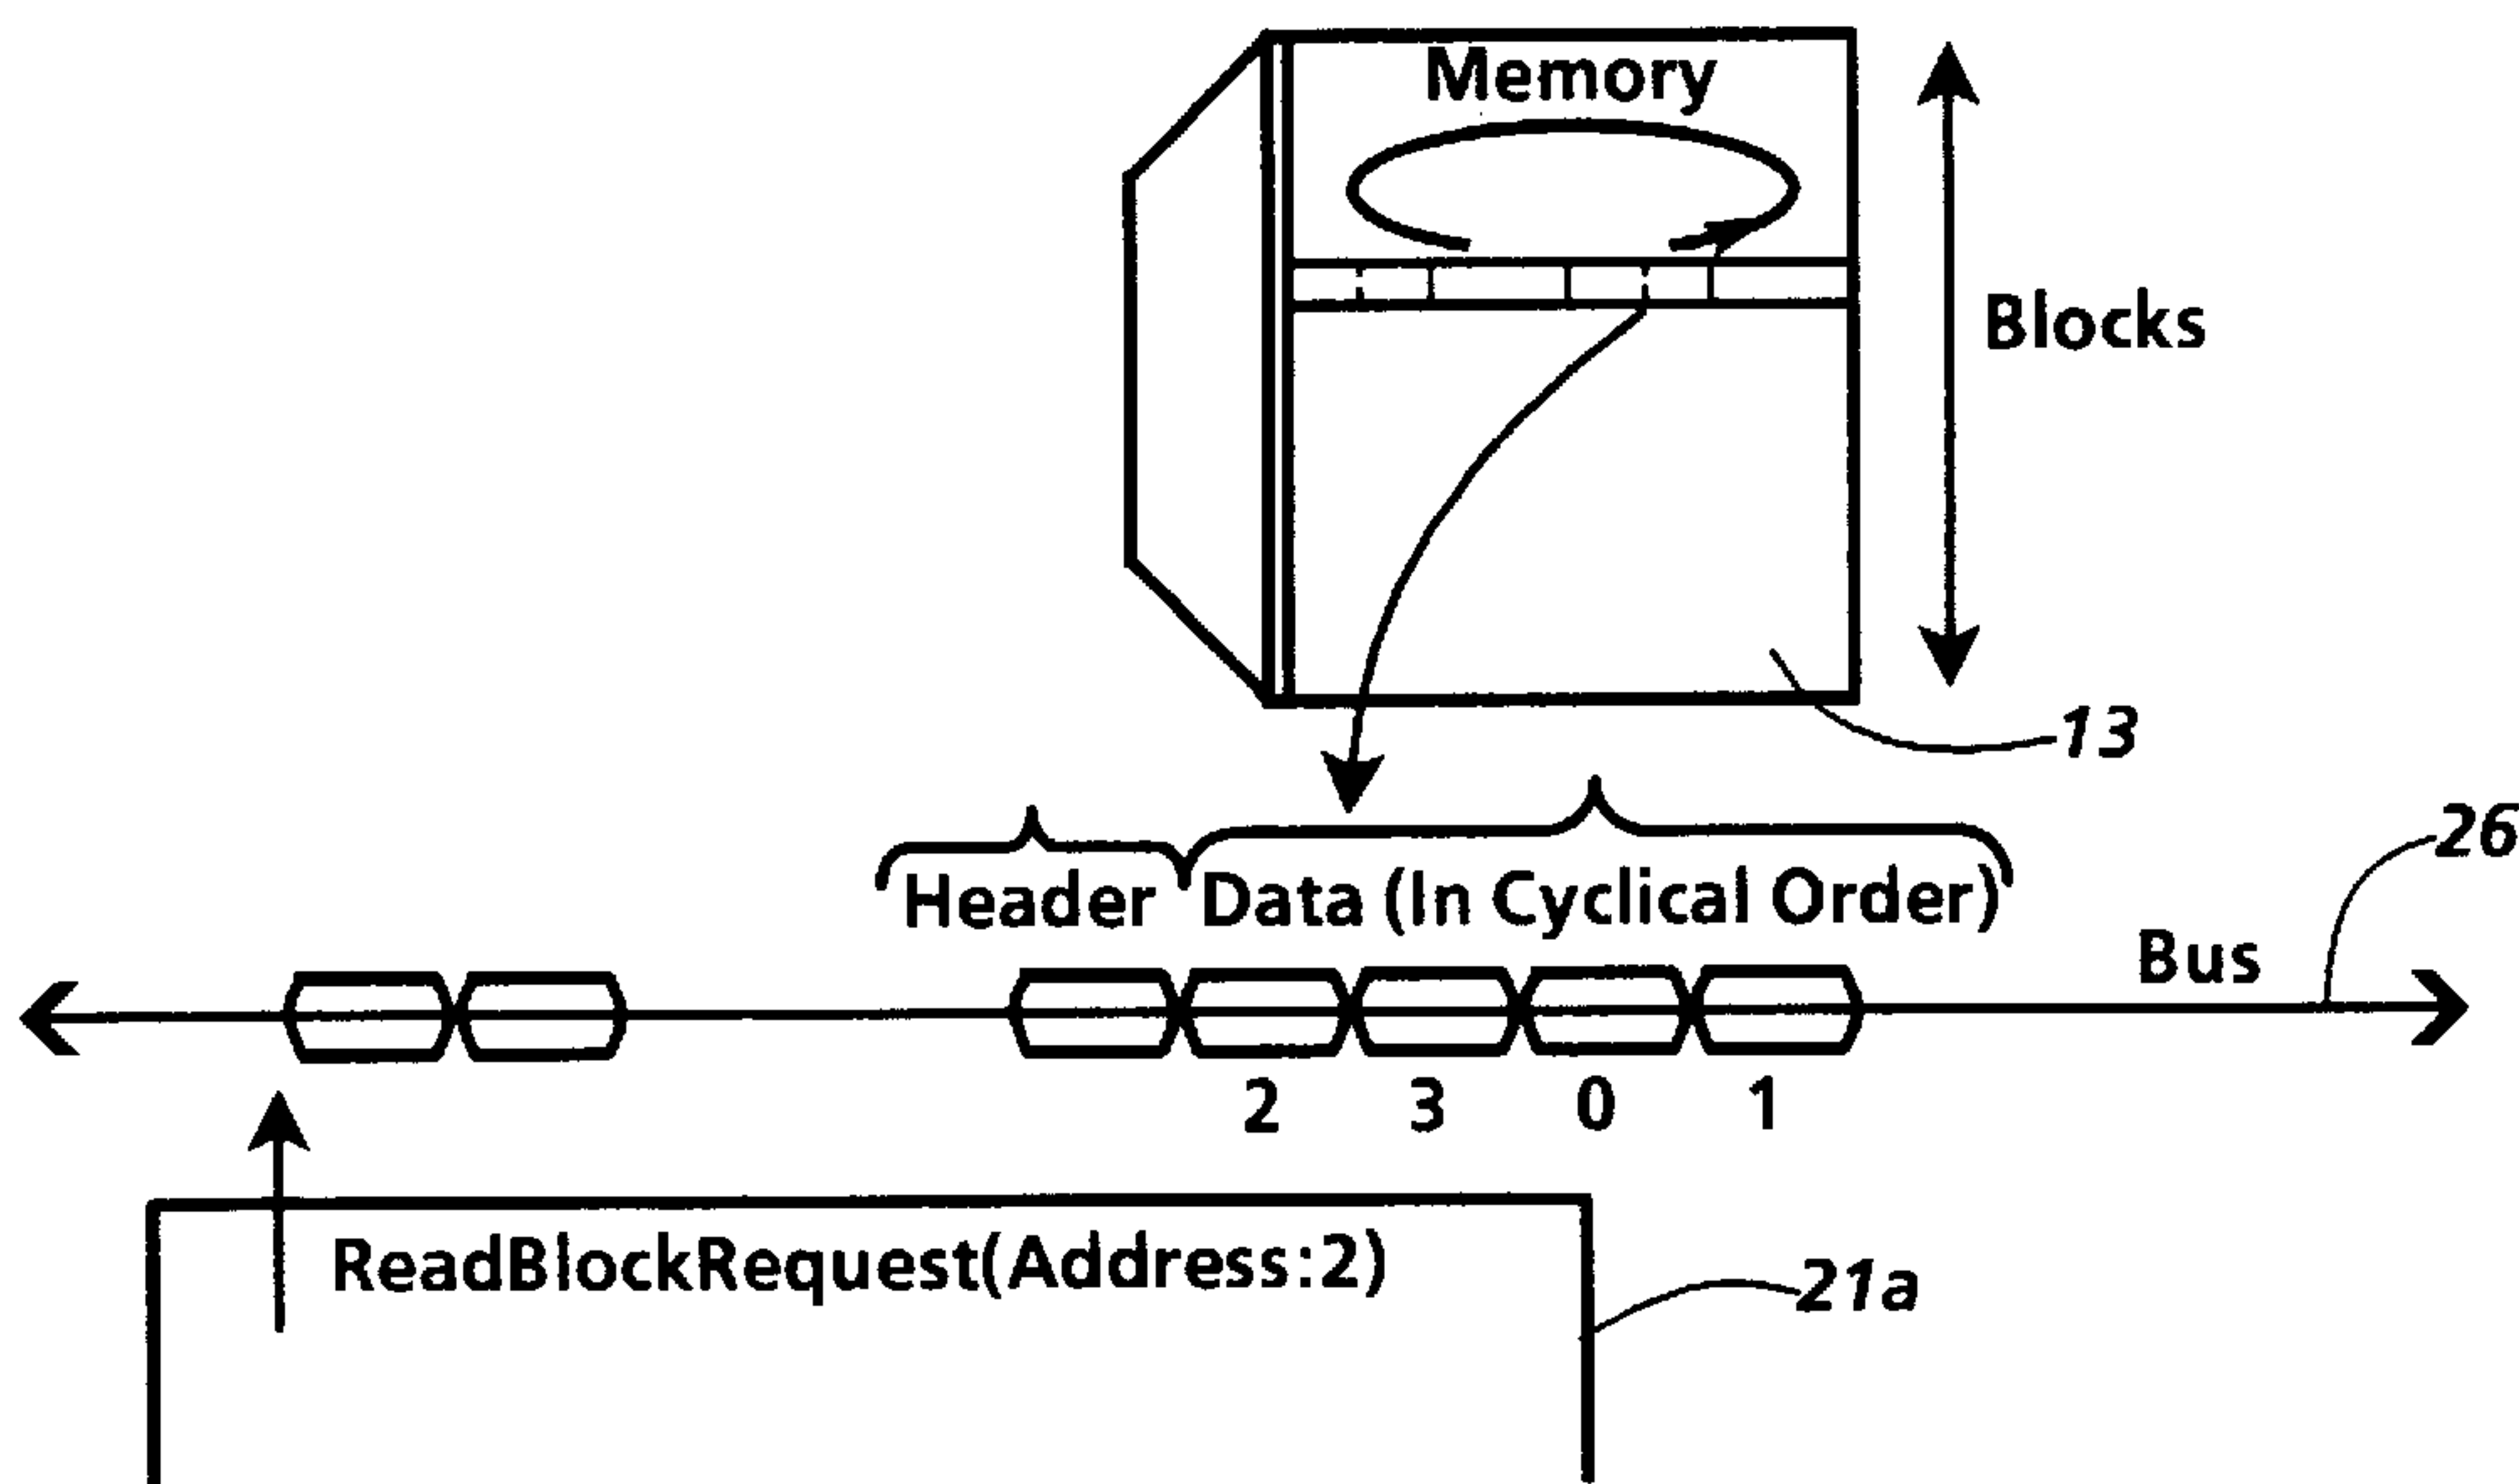 Memory
Blocks
13
26
Header Data (In Cyclical Order)
Bus
2 3 0 1
ReadBlockRequest(Address:2)
21a